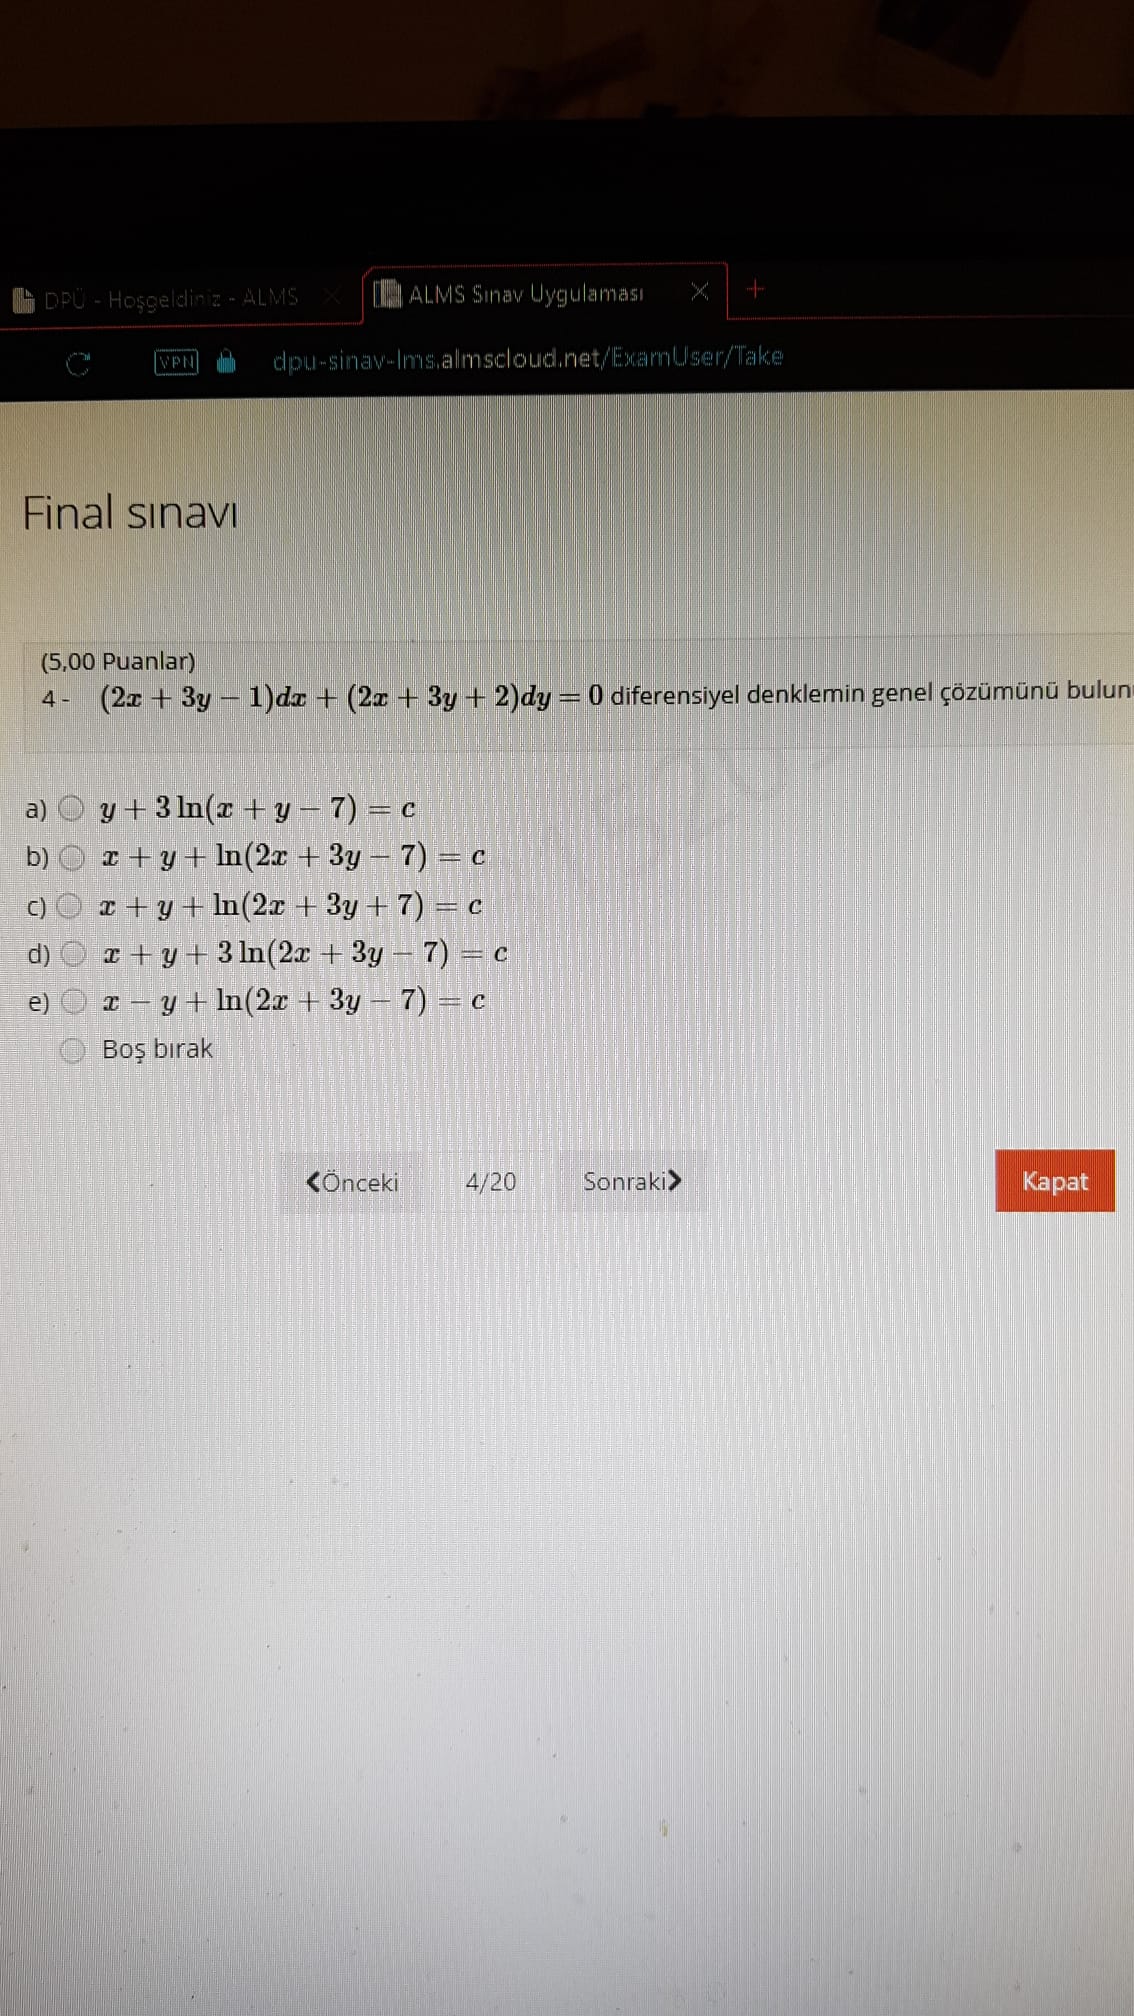 DPÜ - Hoşgeldiniz - ALMS
ALMS Sınav Uygulaması
VPN
dpu-sinav-lms.almscloud.net/ExamUser/Take
Final sınavı
(5,00 Puanlar)
4 - (2x + 3y − 1)dx + (2x + 3y + 2)dy = 0 diferensiyel denklemin genel çözümünü bulun
a) y + 3 ln(x + y − 7) = c
b) x + y + ln(2x + 3y − 7) = c
c) x + y + ln(2x + 3y + 7) = c
d) x + y + 3 ln(2x + 3y − 7) = c
e) x − y + ln(2x + 3y − 7) = c
Boş bırak
Önceki 4/20 Sonraki Kapat